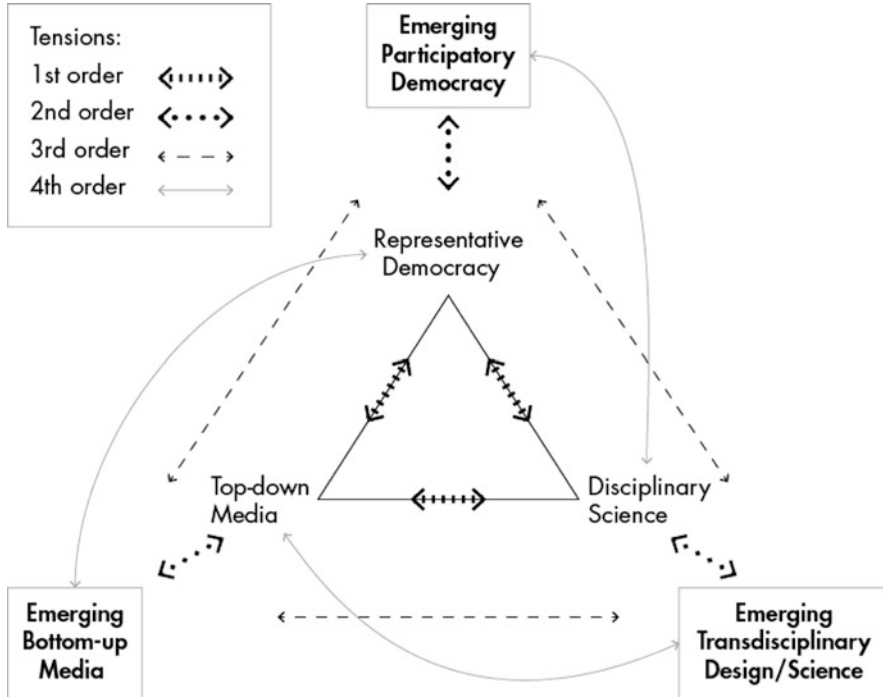 Tensions:
1st order
2nd order
3rd order
4th order
Emerging
Participatory
Democracy
Representative
Democracy
Top-down
Media
Disciplinary
Science
Emerging
Bottom-up
Media
Emerging
Transdisciplinary
Design/Science